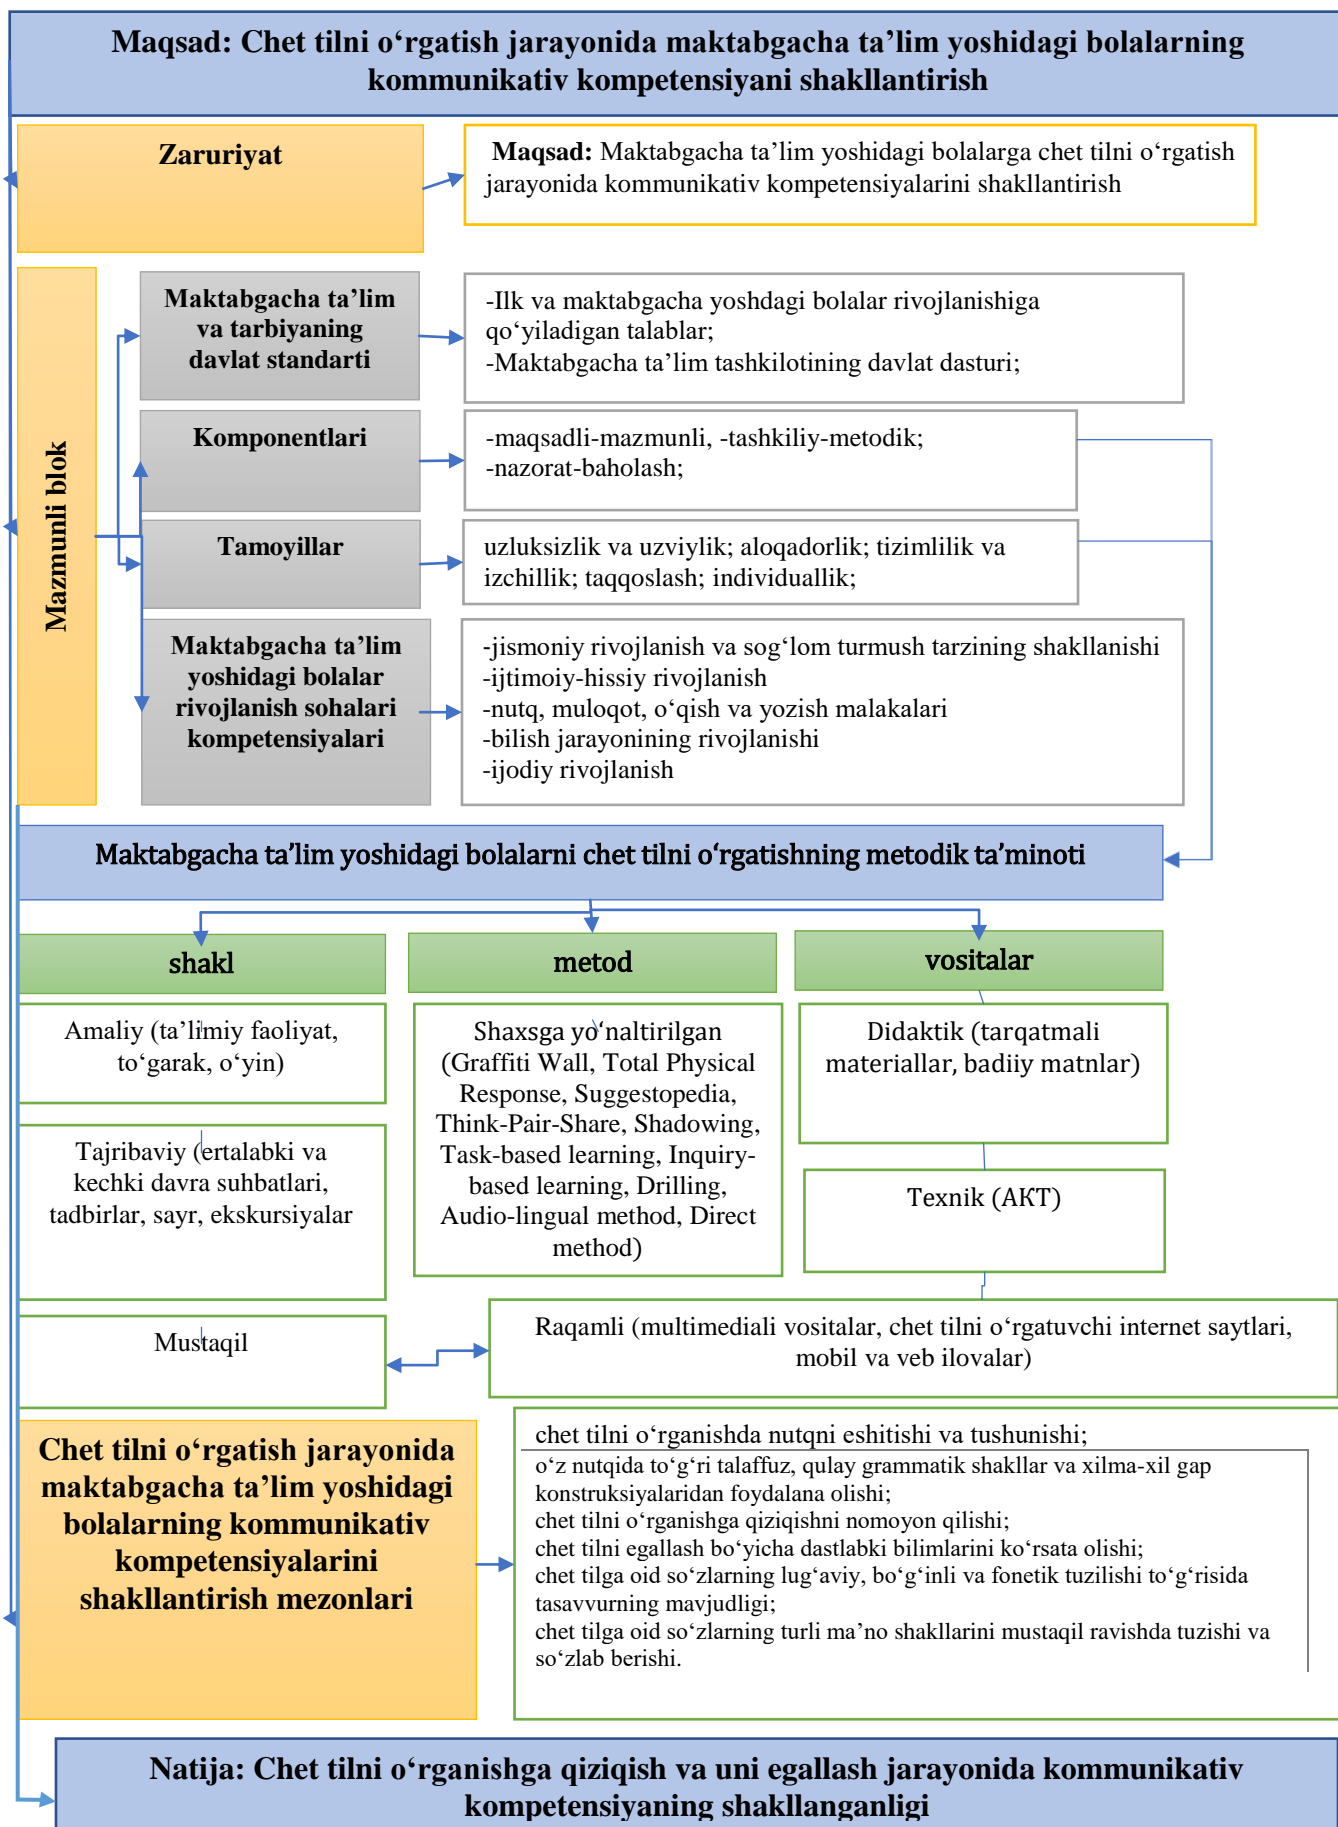 Maqsad: Chet tilni o‘rgatish jarayonida maktabgacha ta’lim yoshidagi bolalarning
kommunikativ kompetensiyani shakllantirish
Zaruriyat
Maqsad: Maktabgacha ta’lim yoshidagi bolalarga chet tilni o‘rgatish
jarayonida kommunikativ kompetensiyalarini shakllantirish
Mazmunli blok
Maktabgacha ta’lim
va tarbiyaning
davlat standarti
-Ilk va maktabgacha yoshdagi bolalar rivojlanishiga
qo‘yiladigan talablar;
-Maktabgacha ta’lim tashkilotining davlat dasturi;
Komponentlari
-maqsadli-mazmunli, -tashkiliy-metodik;
-nazorat-baholash;
Tamoyillar
uzluksizlik va uzviylik; aloqadorlik; tizimlilik va
izchillik; taqqoslash; individuallik;
Maktabgacha ta’lim
yoshidagi bolalar
rivojlanish sohalari
kompetensiyalari
-jismoniy rivojlanish va sog‘lom turmush tarzining shakllanishi
-ijtimoiy-hissiy rivojlanish
-nutq, muloqot, o‘qish va yozish malakalari
-bilish jarayonining rivojlanishi
-ijodiy rivojlanish
Maktabgacha ta’lim yoshidagi bolalarni chet tilni o‘rgatishning metodik ta’minoti
shakl
metod
vositalar
Amaliy (ta’limiy faoliyat,
to‘garak, o‘yin)
Tajribaviy (ertalabki va
kechki davra suhbatlari,
tadbirlar, sayr, ekskursiyalar
Mustaqil
Shaxsga yo‘naltirilgan
(Graffiti Wall, Total Physical
Response, Suggestopedia,
Think-Pair-Share, Shadowing,
Task-based learning, Inquiry-
based learning, Drilling,
Audio-lingual method, Direct
method)
Didaktik (tarqatmali
materiallar, badiiy matnlar)
Texnik (AKT)
Raqamli (multimediali vositalar, chet tilni o‘rgatuvchi internet saytlari,
mobil va veb ilovalar)
Chet tilni o‘rgatish jarayonida
maktabgacha ta’lim yoshidagi
bolalarning kommunikativ
kompetensiyalarini
shakllantirish mezonlari
chet tilni o‘rganishda nutqni eshitishi va tushunishi;
o‘z nutqida to‘g‘ri talaffuz, qulay grammatik shakllar va xilma-xil gap
konstruksiyalaridan foydalana olishi;
chet tilni o‘rganishga qiziqishni nomoyon qilishi;
chet tilni egallash bo‘yicha dastlabki bilimlarini ko‘rsata olishi;
chet tilga oid so‘zlarning lug‘aviy, bo‘g‘inli va fonetik tuzilishi to‘g‘risida
tasavvurning mavjudligi;
chet tilga oid so‘zlarning turli ma’no shakllarini mustaqil ravishda tuzishi va
so‘zlab berishi.
Natija: Chet tilni o‘rganishga qiziqish va uni egallash jarayonida kommunikativ
kompetensiyaning shakllanganligi